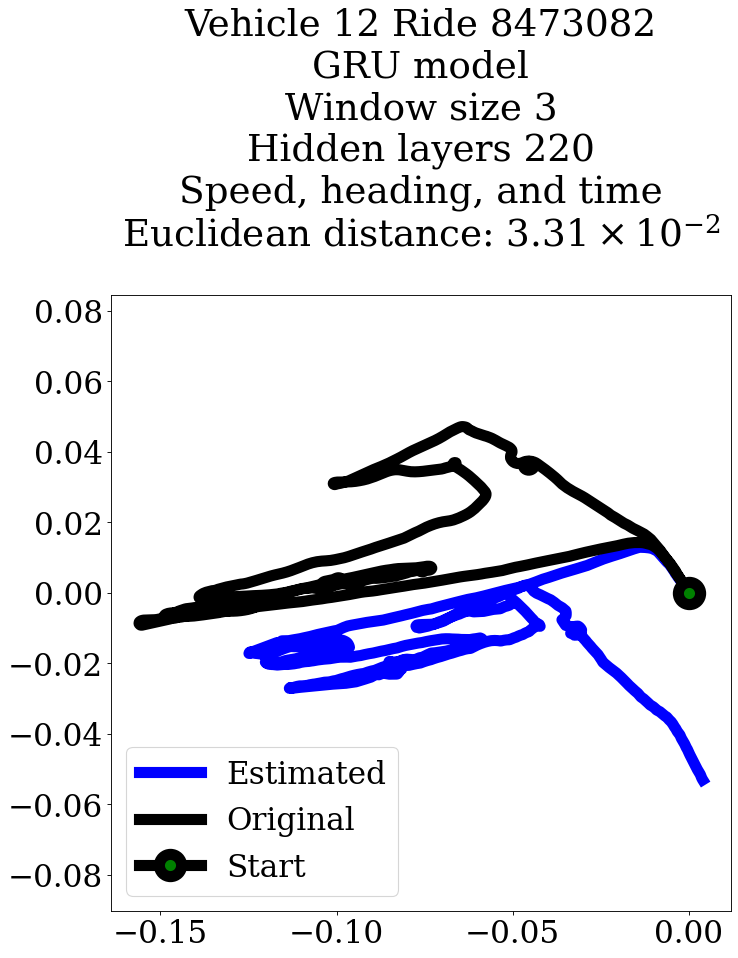 Vehicle 12 Ride 8473082
GRU model
Window size 3
Hidden layers 220
Speed, heading, and time
Euclidean distance: 3.31 × 10⁻²
0.08
0.06
0.04
0.02
0.00
−0.02
−0.04
−0.06
−0.08
Estimated
Original
Start
−0.15
−0.10
−0.05
0.00